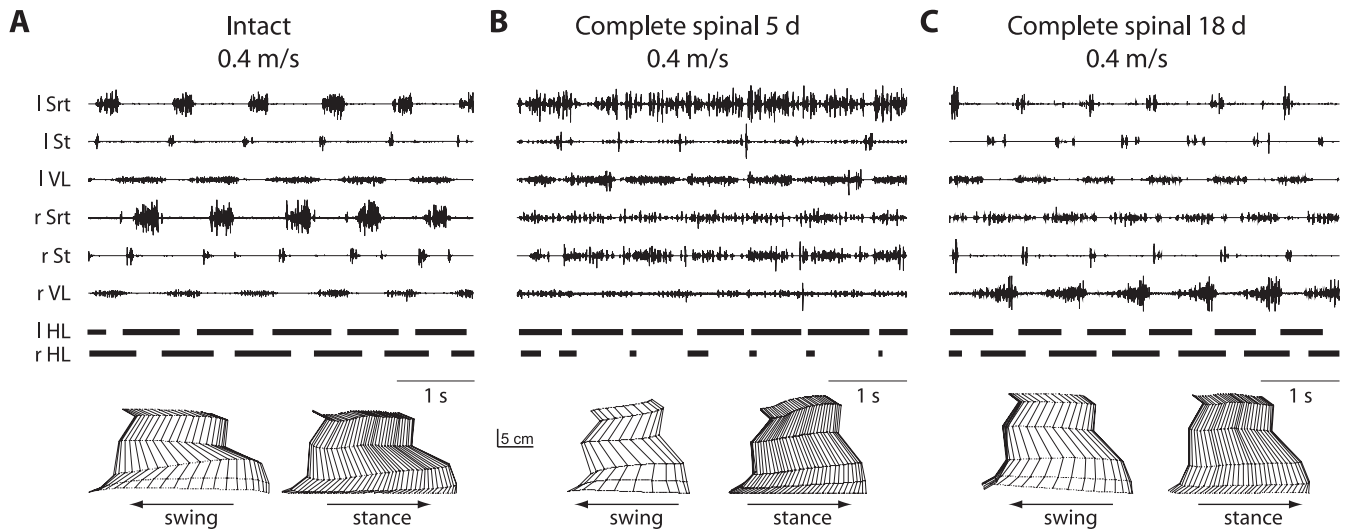 A
Intact
0.4 m/s
B
Complete spinal 5 d
0.4 m/s
C
Complete spinal 18 d
0.4 m/s
l Srt
l St
l VL
r Srt
r St
r VL
l HL
r HL
1 s
1 s
1 s
5 cm
swing
stance
swing
stance
swing
stance